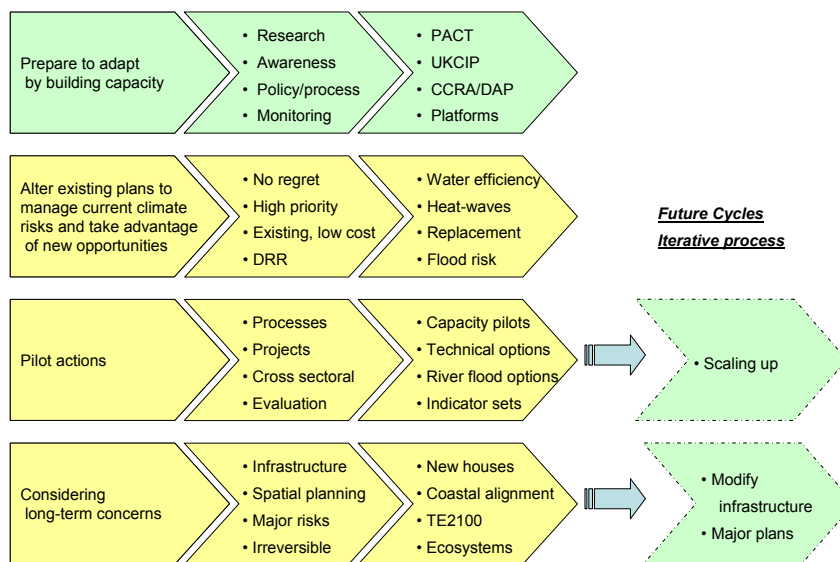 Prepare to adapt
by building capacity
• Research
• Awareness
• Policy/process
• Monitoring
• PACT
• UKCIP
• CCRA/DAP
• Platforms
Alter existing plans to
manage current climate
risks and take advantage
of new opportunities
• No regret
• High priority
• Existing, low cost
• DRR
• Water efficiency
• Heat-waves
• Replacement
• Flood risk
Future Cycles
Iterative process
Pilot actions
• Processes
• Projects
• Cross sectoral
• Evaluation
• Capacity pilots
• Technical options
• River flood options
• Indicator sets
• Scaling up
Considering
long-term concerns
• Infrastructure
• Spatial planning
• Major risks
• Irreversible
• New houses
• Coastal alignment
• TE2100
• Ecosystems
• Modify
infrastructure
• Major plans